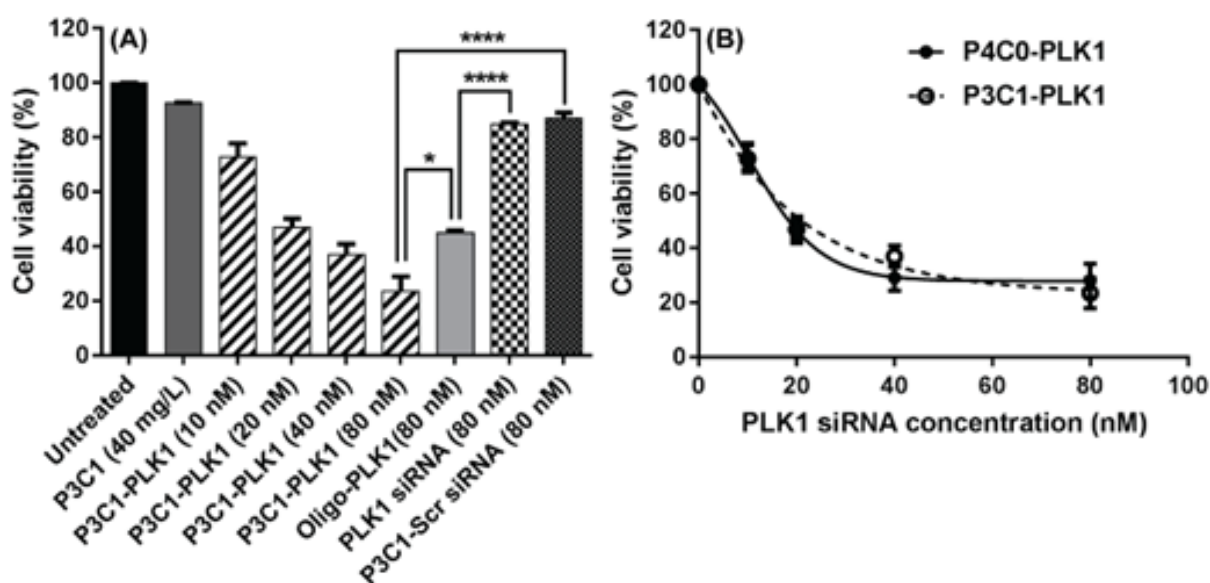 (A)
****
****
*
Cell viability (%)
120
100
80
60
40
20
0
Untreated
P3C1 (40 mg/L)
P3C1-PLK1 (10 nM)
P3C1-PLK1 (20 nM)
P3C1-PLK1 (40 nM)
P3C1-PLK1 (80 nM)
Oligo-PLK1(80 nM)
PLK1 siRNA (80 nM)
P3C1-Scr siRNA (80 nM)
(B)
P4C0-PLK1
P3C1-PLK1
Cell viability (%)
120
100
80
60
40
20
0
0 20 40 60 80 100
PLK1 siRNA concentration (nM)